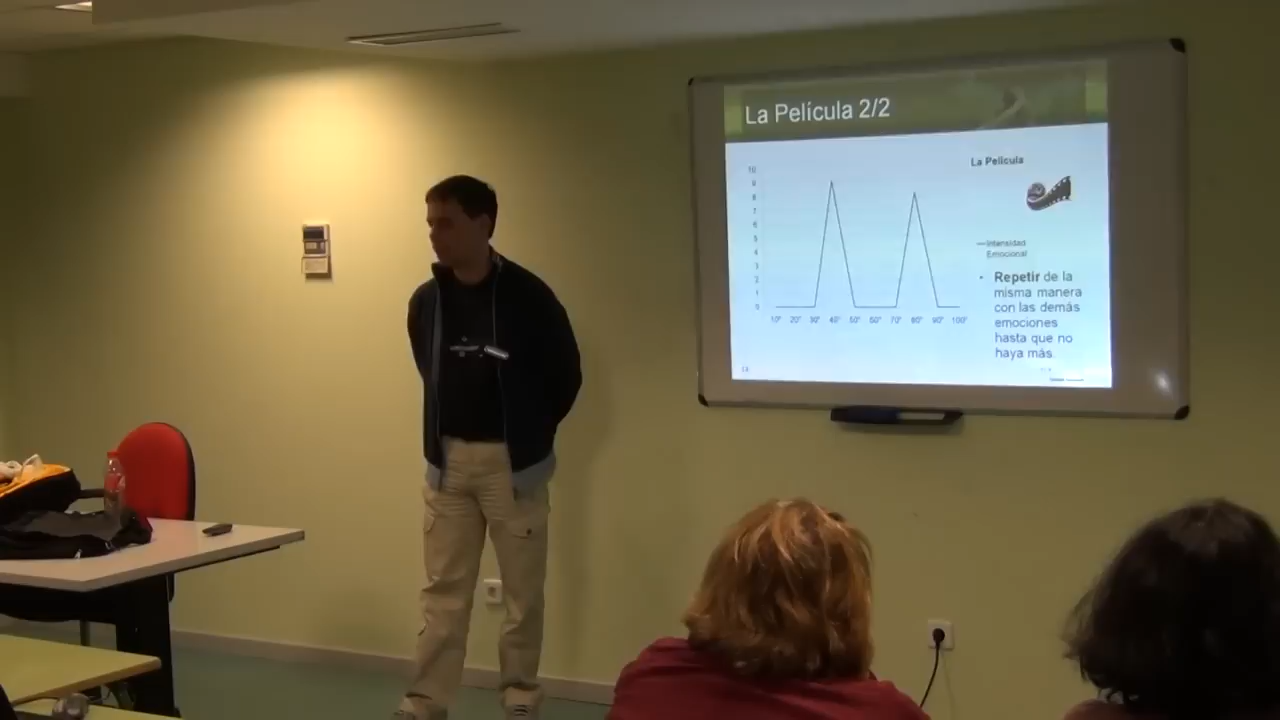 La Película 2/2
La Película
10
9
8
7
6
5
4
3
2
1
0
10" 20" 30" 40" 50" 60" 70" 80" 90" 100"
Intensidad
Emocional
• Repetir de la
misma manera
con las demás
emociones
hasta que no
haya más